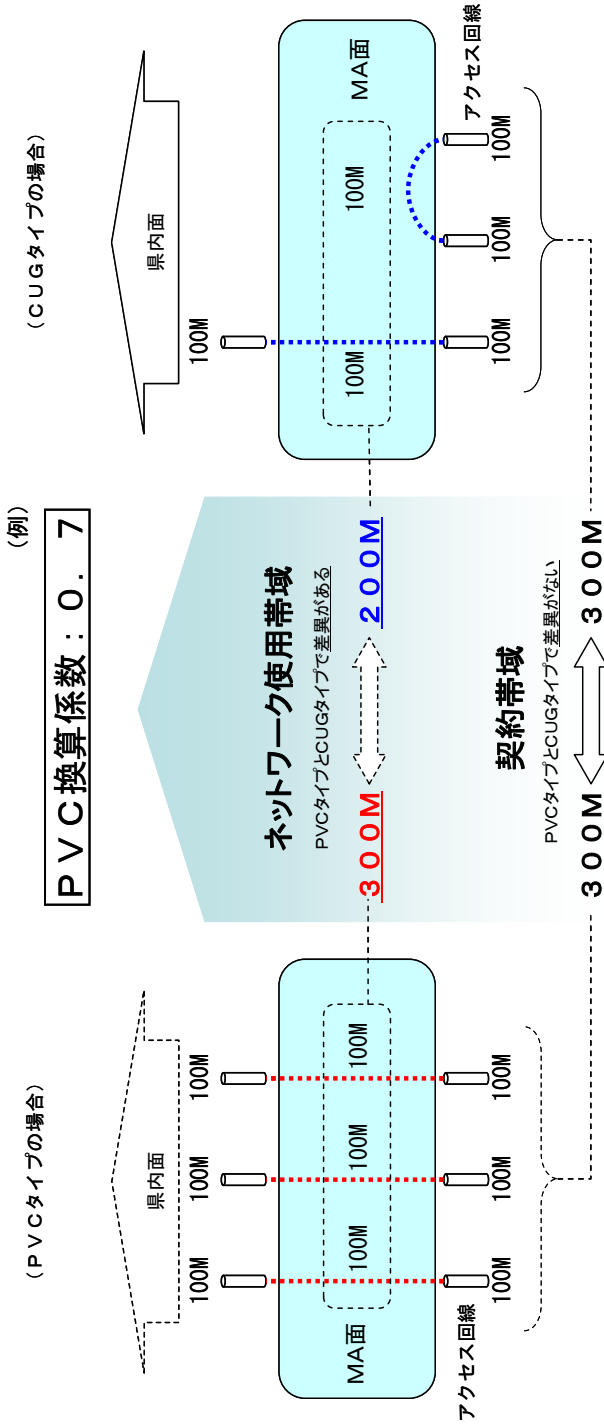 (例)
PVC換算係数:0.7
(PVCタイプの場合)
県内面
100M
100M
100M
MA面
100M
100M
100M
100M
100M
100M
アクセス回線
ネットワーク使用帯域
PVCタイプとCUGタイプで差異がある
300M
200M
契約帯域
PVCタイプとCUGタイプで差異がない
300M
300M
(CUGタイプの場合)
県内面
100M
MA面
100M
100M
100M
100M
100M
アクセス回線